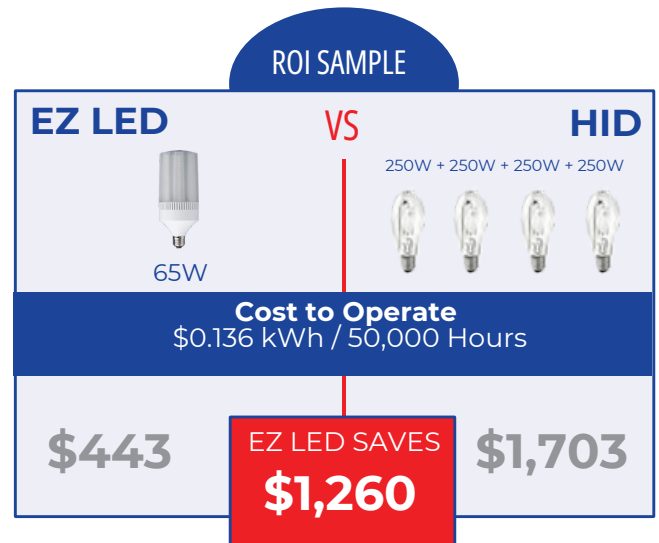 ROI SAMPLE
EZ LED
VS
HID
250W + 250W + 250W + 250W
65W
Cost to Operate
$0.136 kWh / 50,000 Hours
$443
EZ LED SAVES
$1,260
$1,703